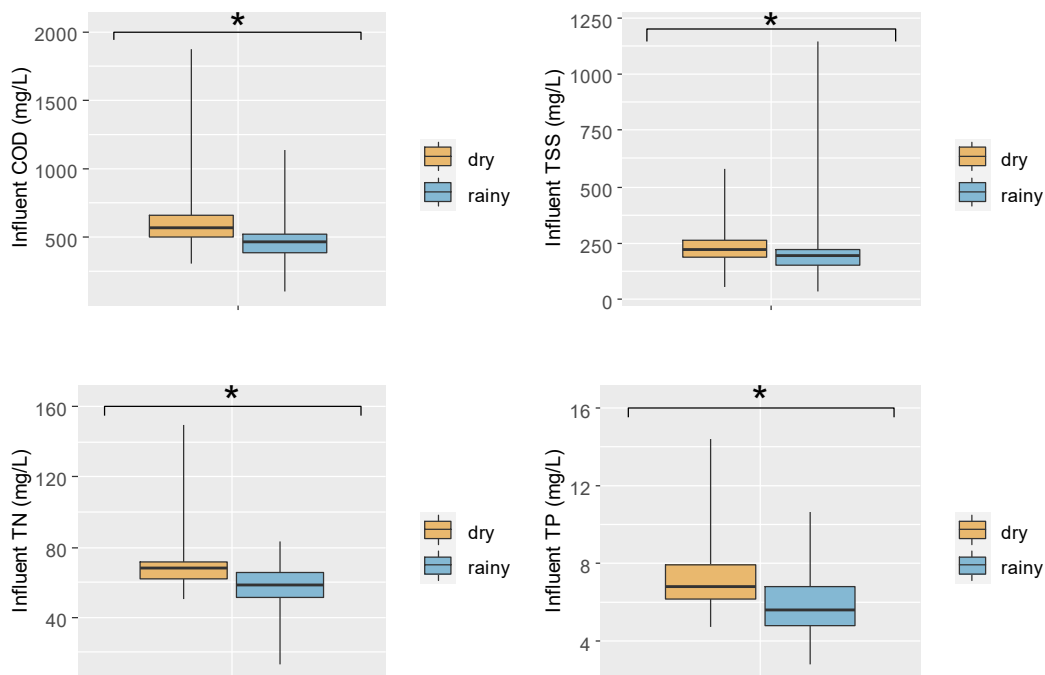 *
Influent COD (mg/L)
2000
1500
1000
500
dry
rainy
*
Influent TSS (mg/L)
1250
1000
750
500
250
0
dry
rainy
*
Influent TN (mg/L)
160
120
80
40
dry
rainy
*
Influent TP (mg/L)
16
12
8
4
dry
rainy